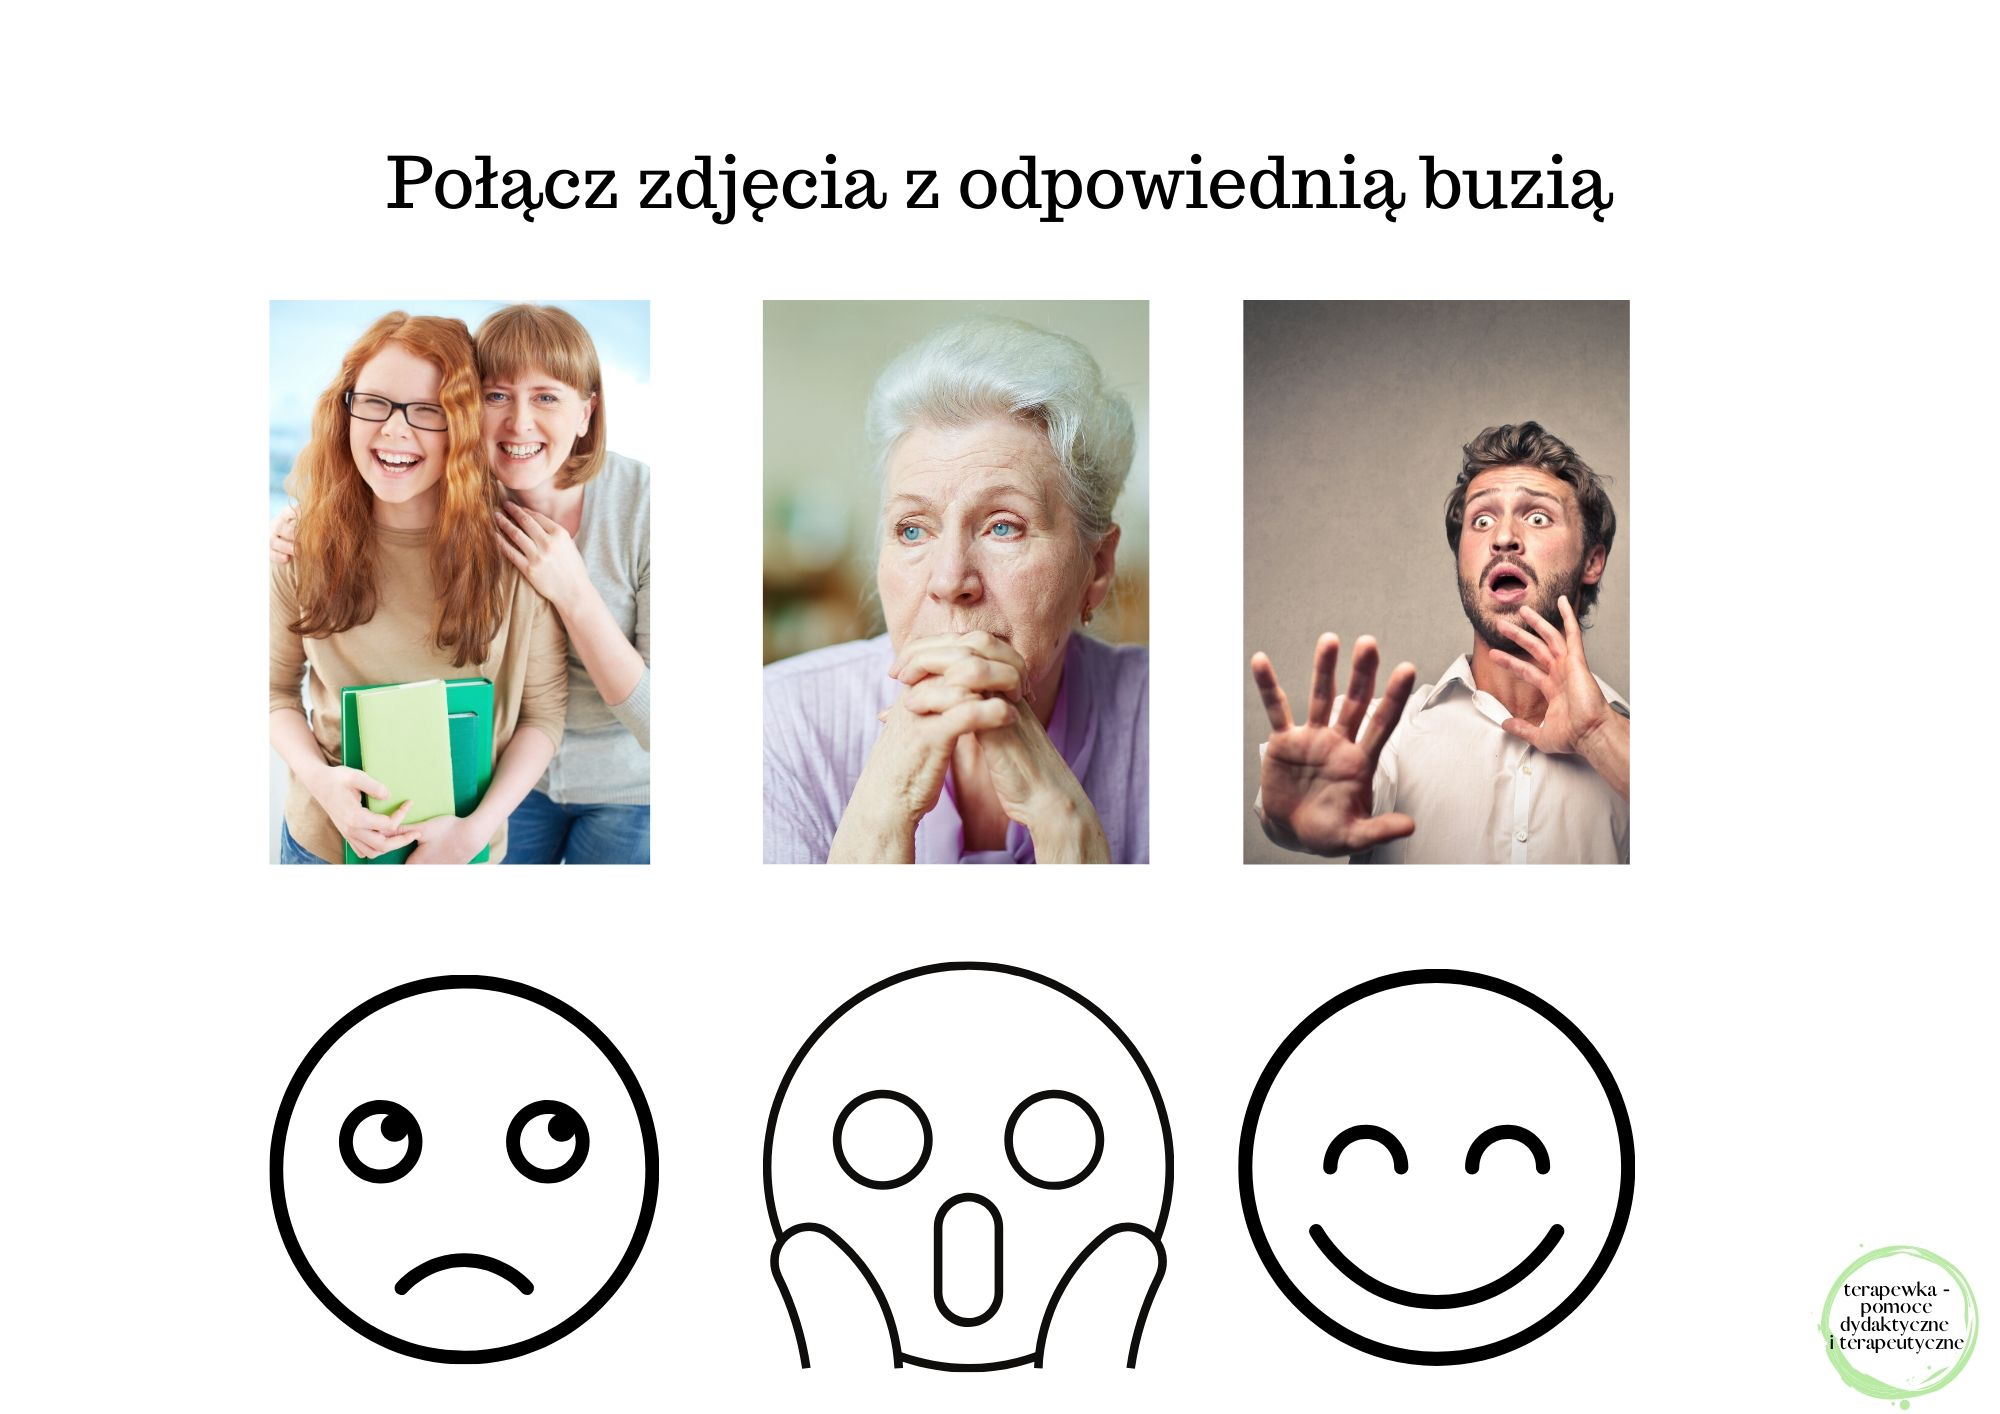 Połącz zdjęcia z odpowiednią buzią
terapewka -
pomoce
dydaktyczne
i terapeutyczne